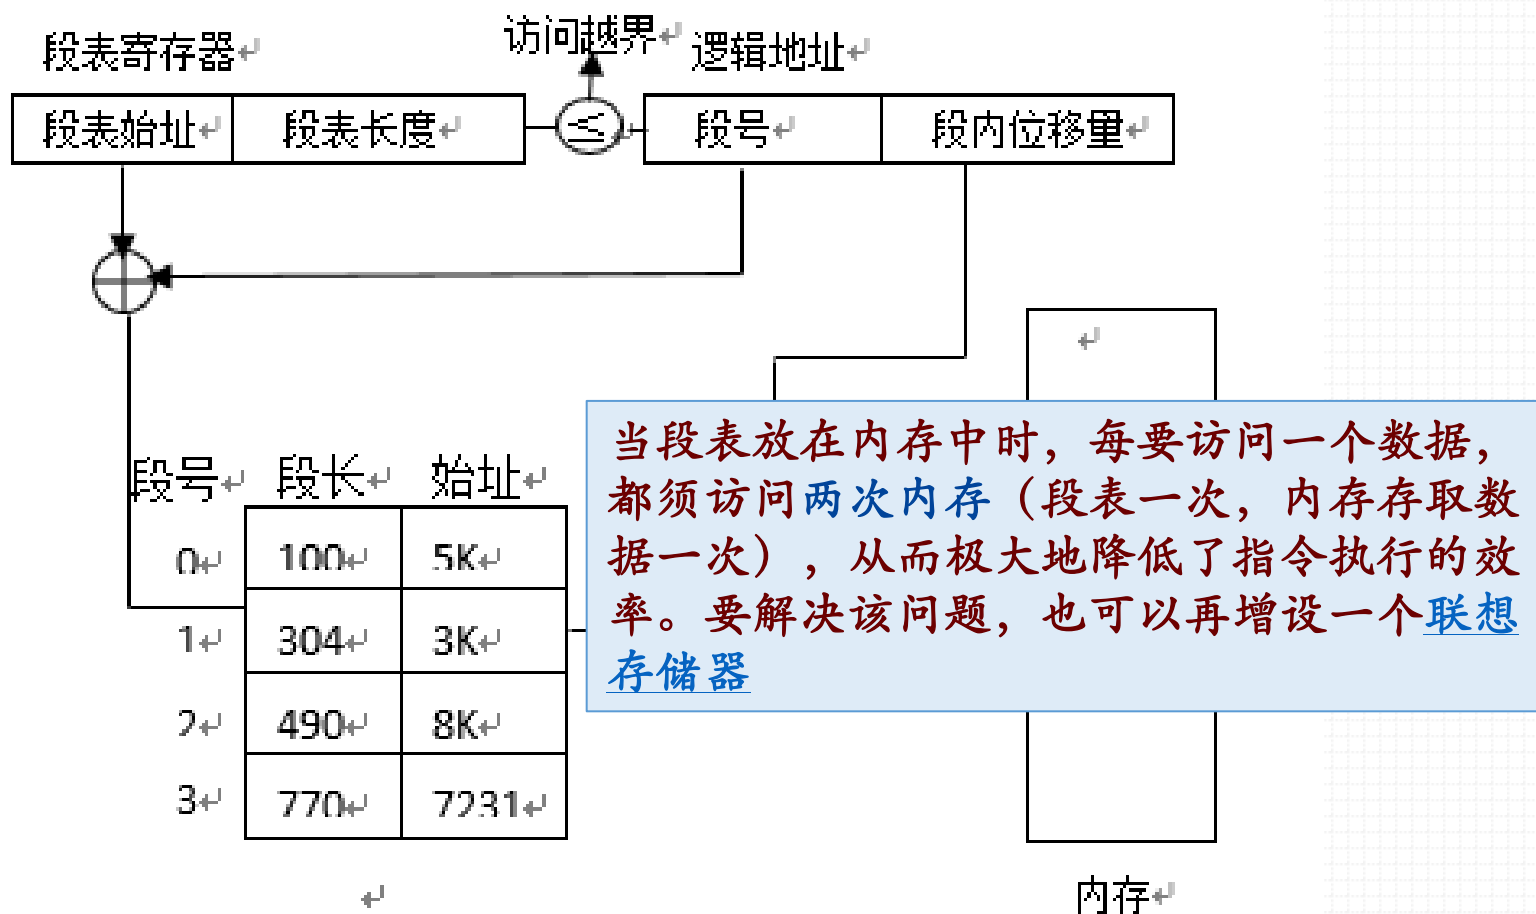 访问越界
段表寄存器
逻辑地址
段表始址 段表长度 ≤ 段号 段内位移量
当段表放在内存中时，每要访问一个数据，
都须访问两次内存（段表一次，内存存取数
据一次），从而极大地降低了指令执行的效
率。要解决该问题，也可以再增设一个联想
存储器
段号 段长 始址
0 100 5K
1 304 3K
2 490 8K
3 770 7231
内存